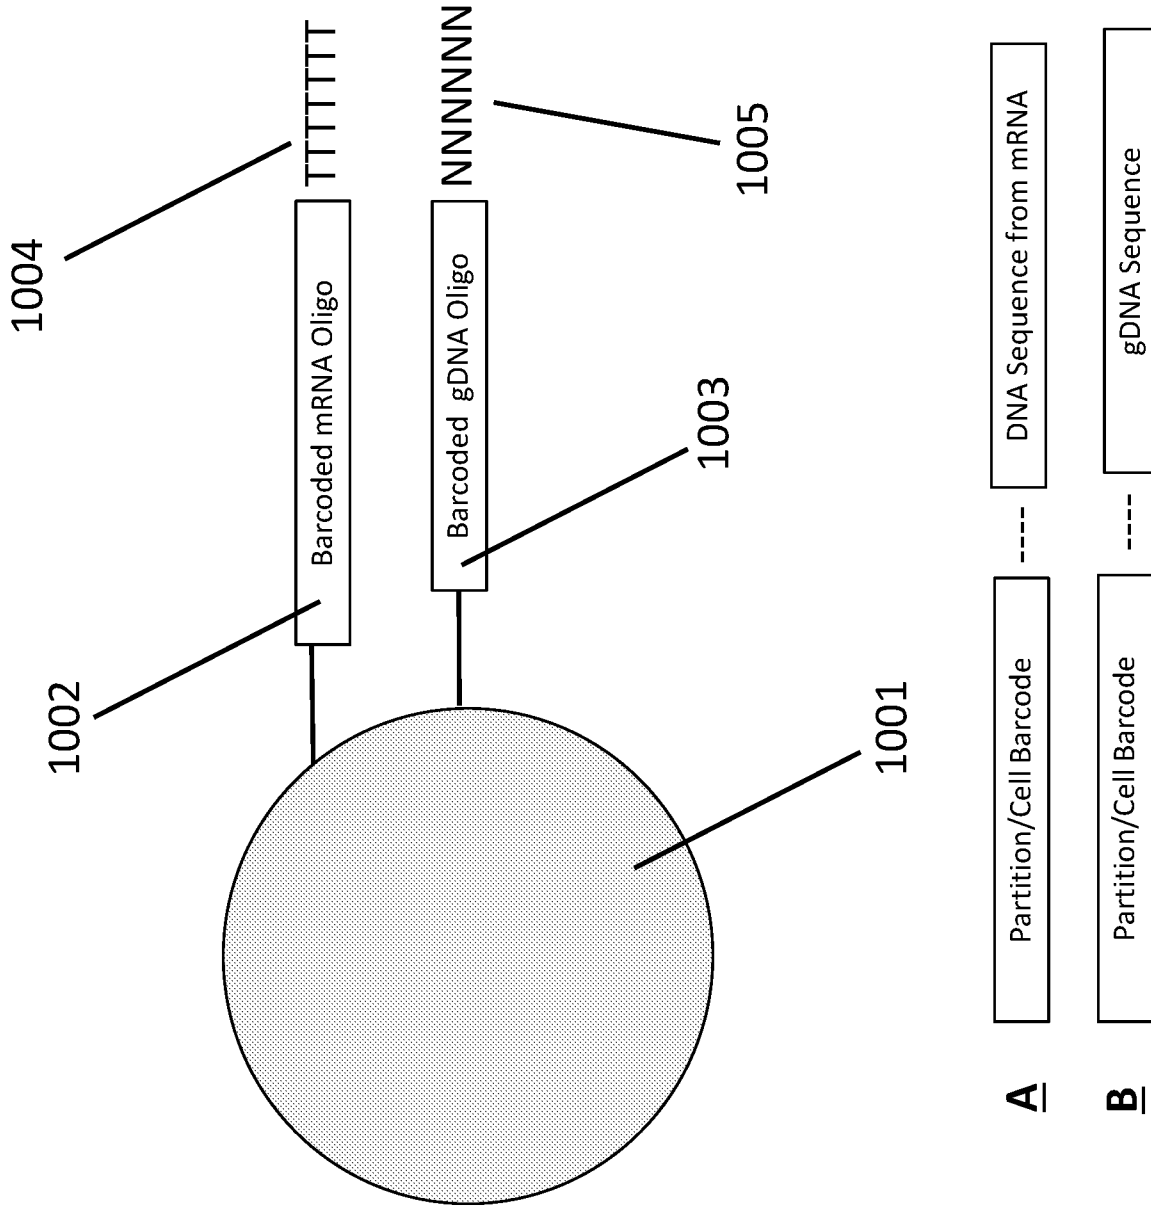 1004
1002
Barcoded mRNA Oligo TTTTTTTT
Barcoded gDNA Oligo NNNNNNN
1003
1005
1001
A Partition/Cell Barcode ---- DNA Sequence from mRNA
B Partition/Cell Barcode ---- gDNA Sequence